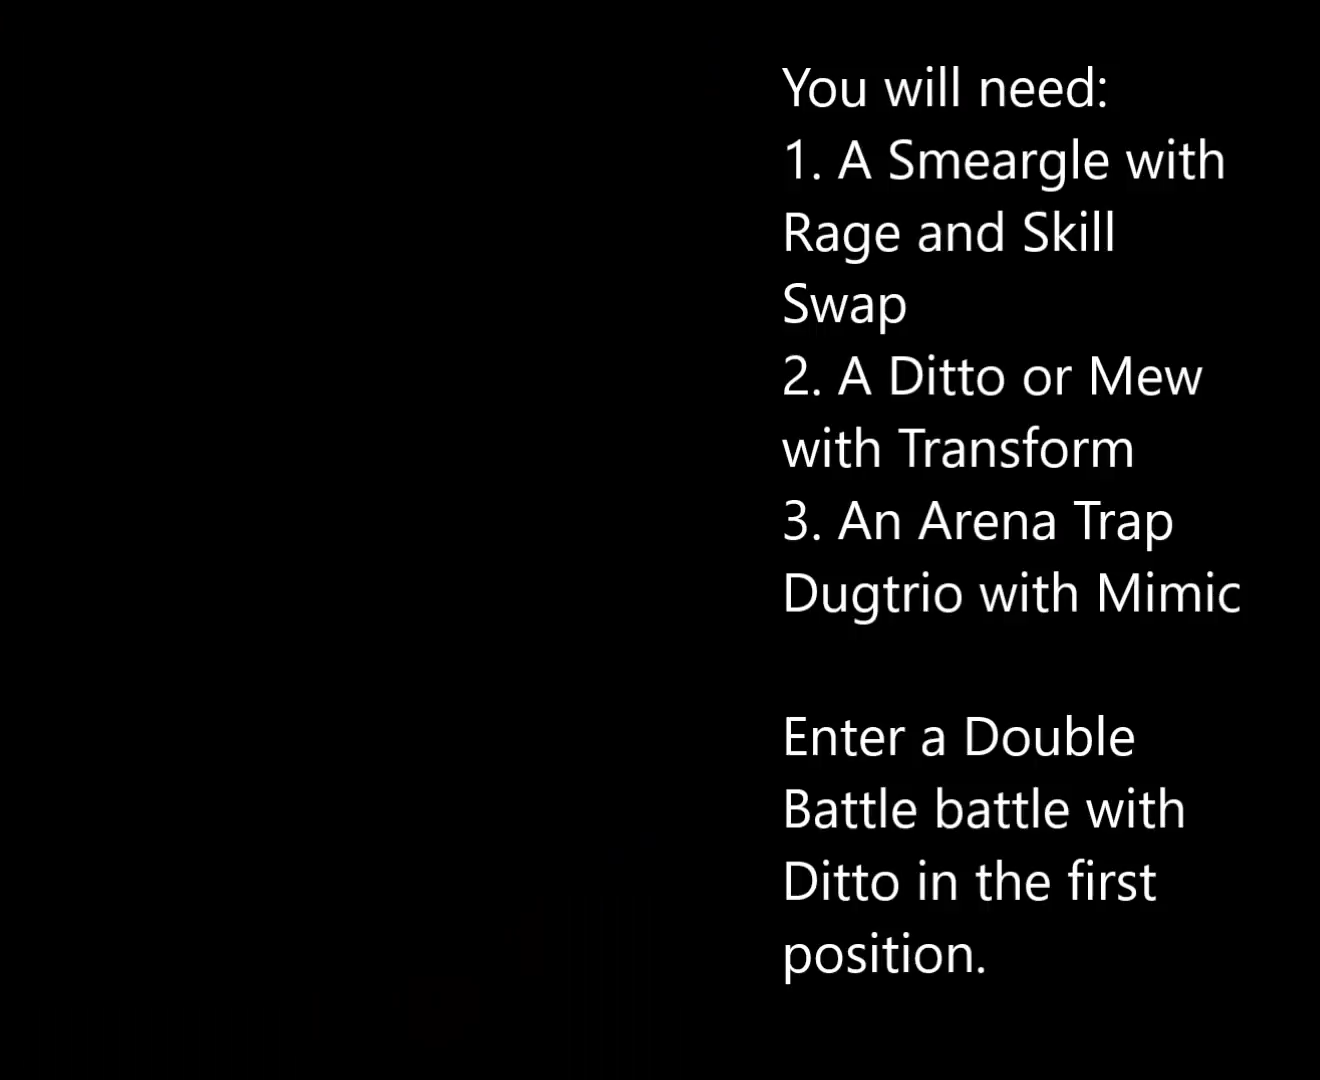 You will need:
1. A Smeargle with
Rage and Skill
Swap
2. A Ditto or Mew
with Transform
3. An Arena Trap
Dugtrio with Mimic
Enter a Double
Battle battle with
Ditto in the first
position.